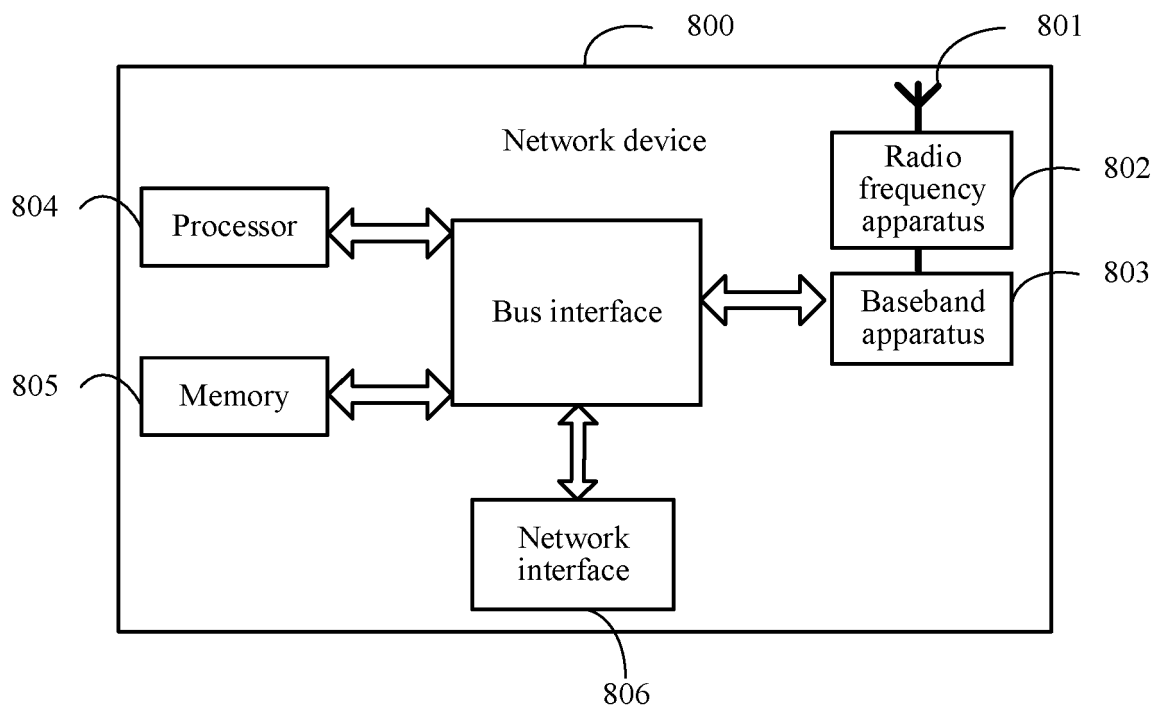 800
801
Network device
Radio
frequency
apparatus
802
804
Processor
Bus interface
Baseband
apparatus
803
805
Memory
Network
interface
806